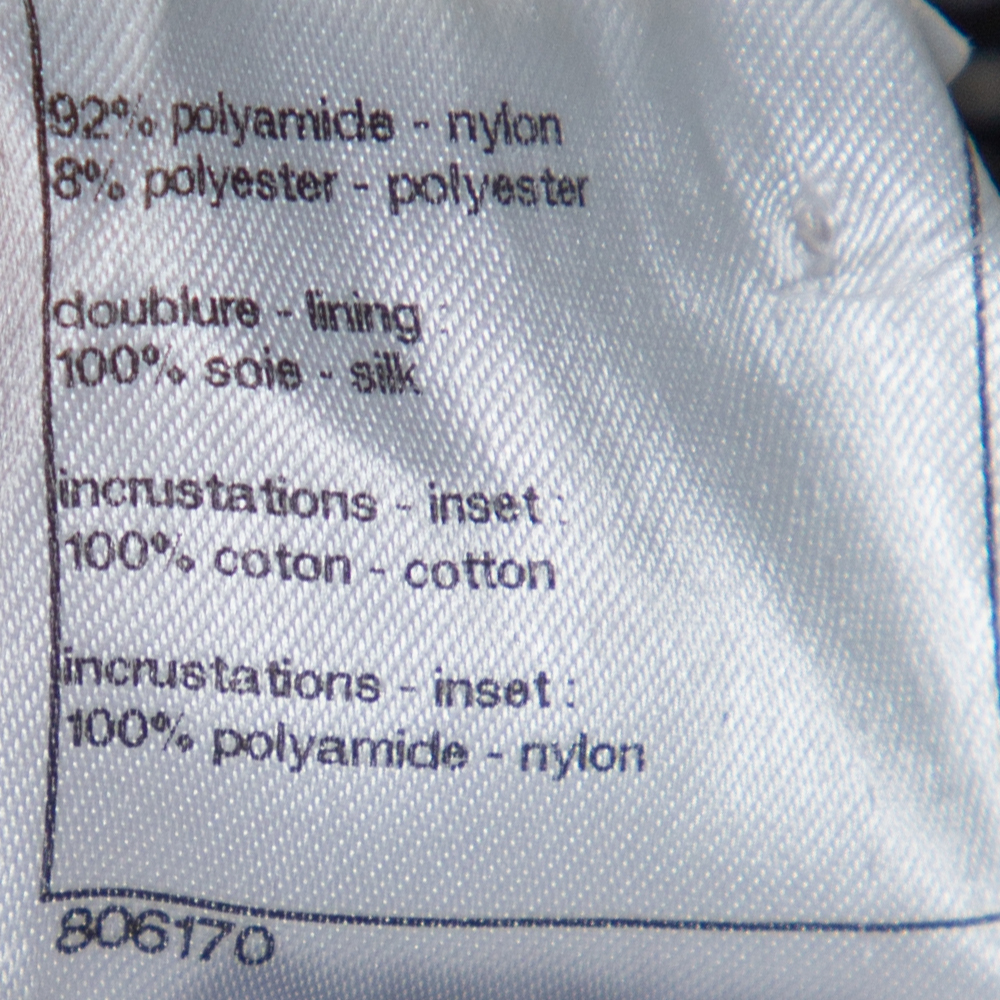 92% polyamide - nylon
8% polyester - polyester
doublure - lining :
100% soie - silk
incrustations - inset :
100% coton - cotton
incrustations - inset :
100% polyamide - nylon
806170